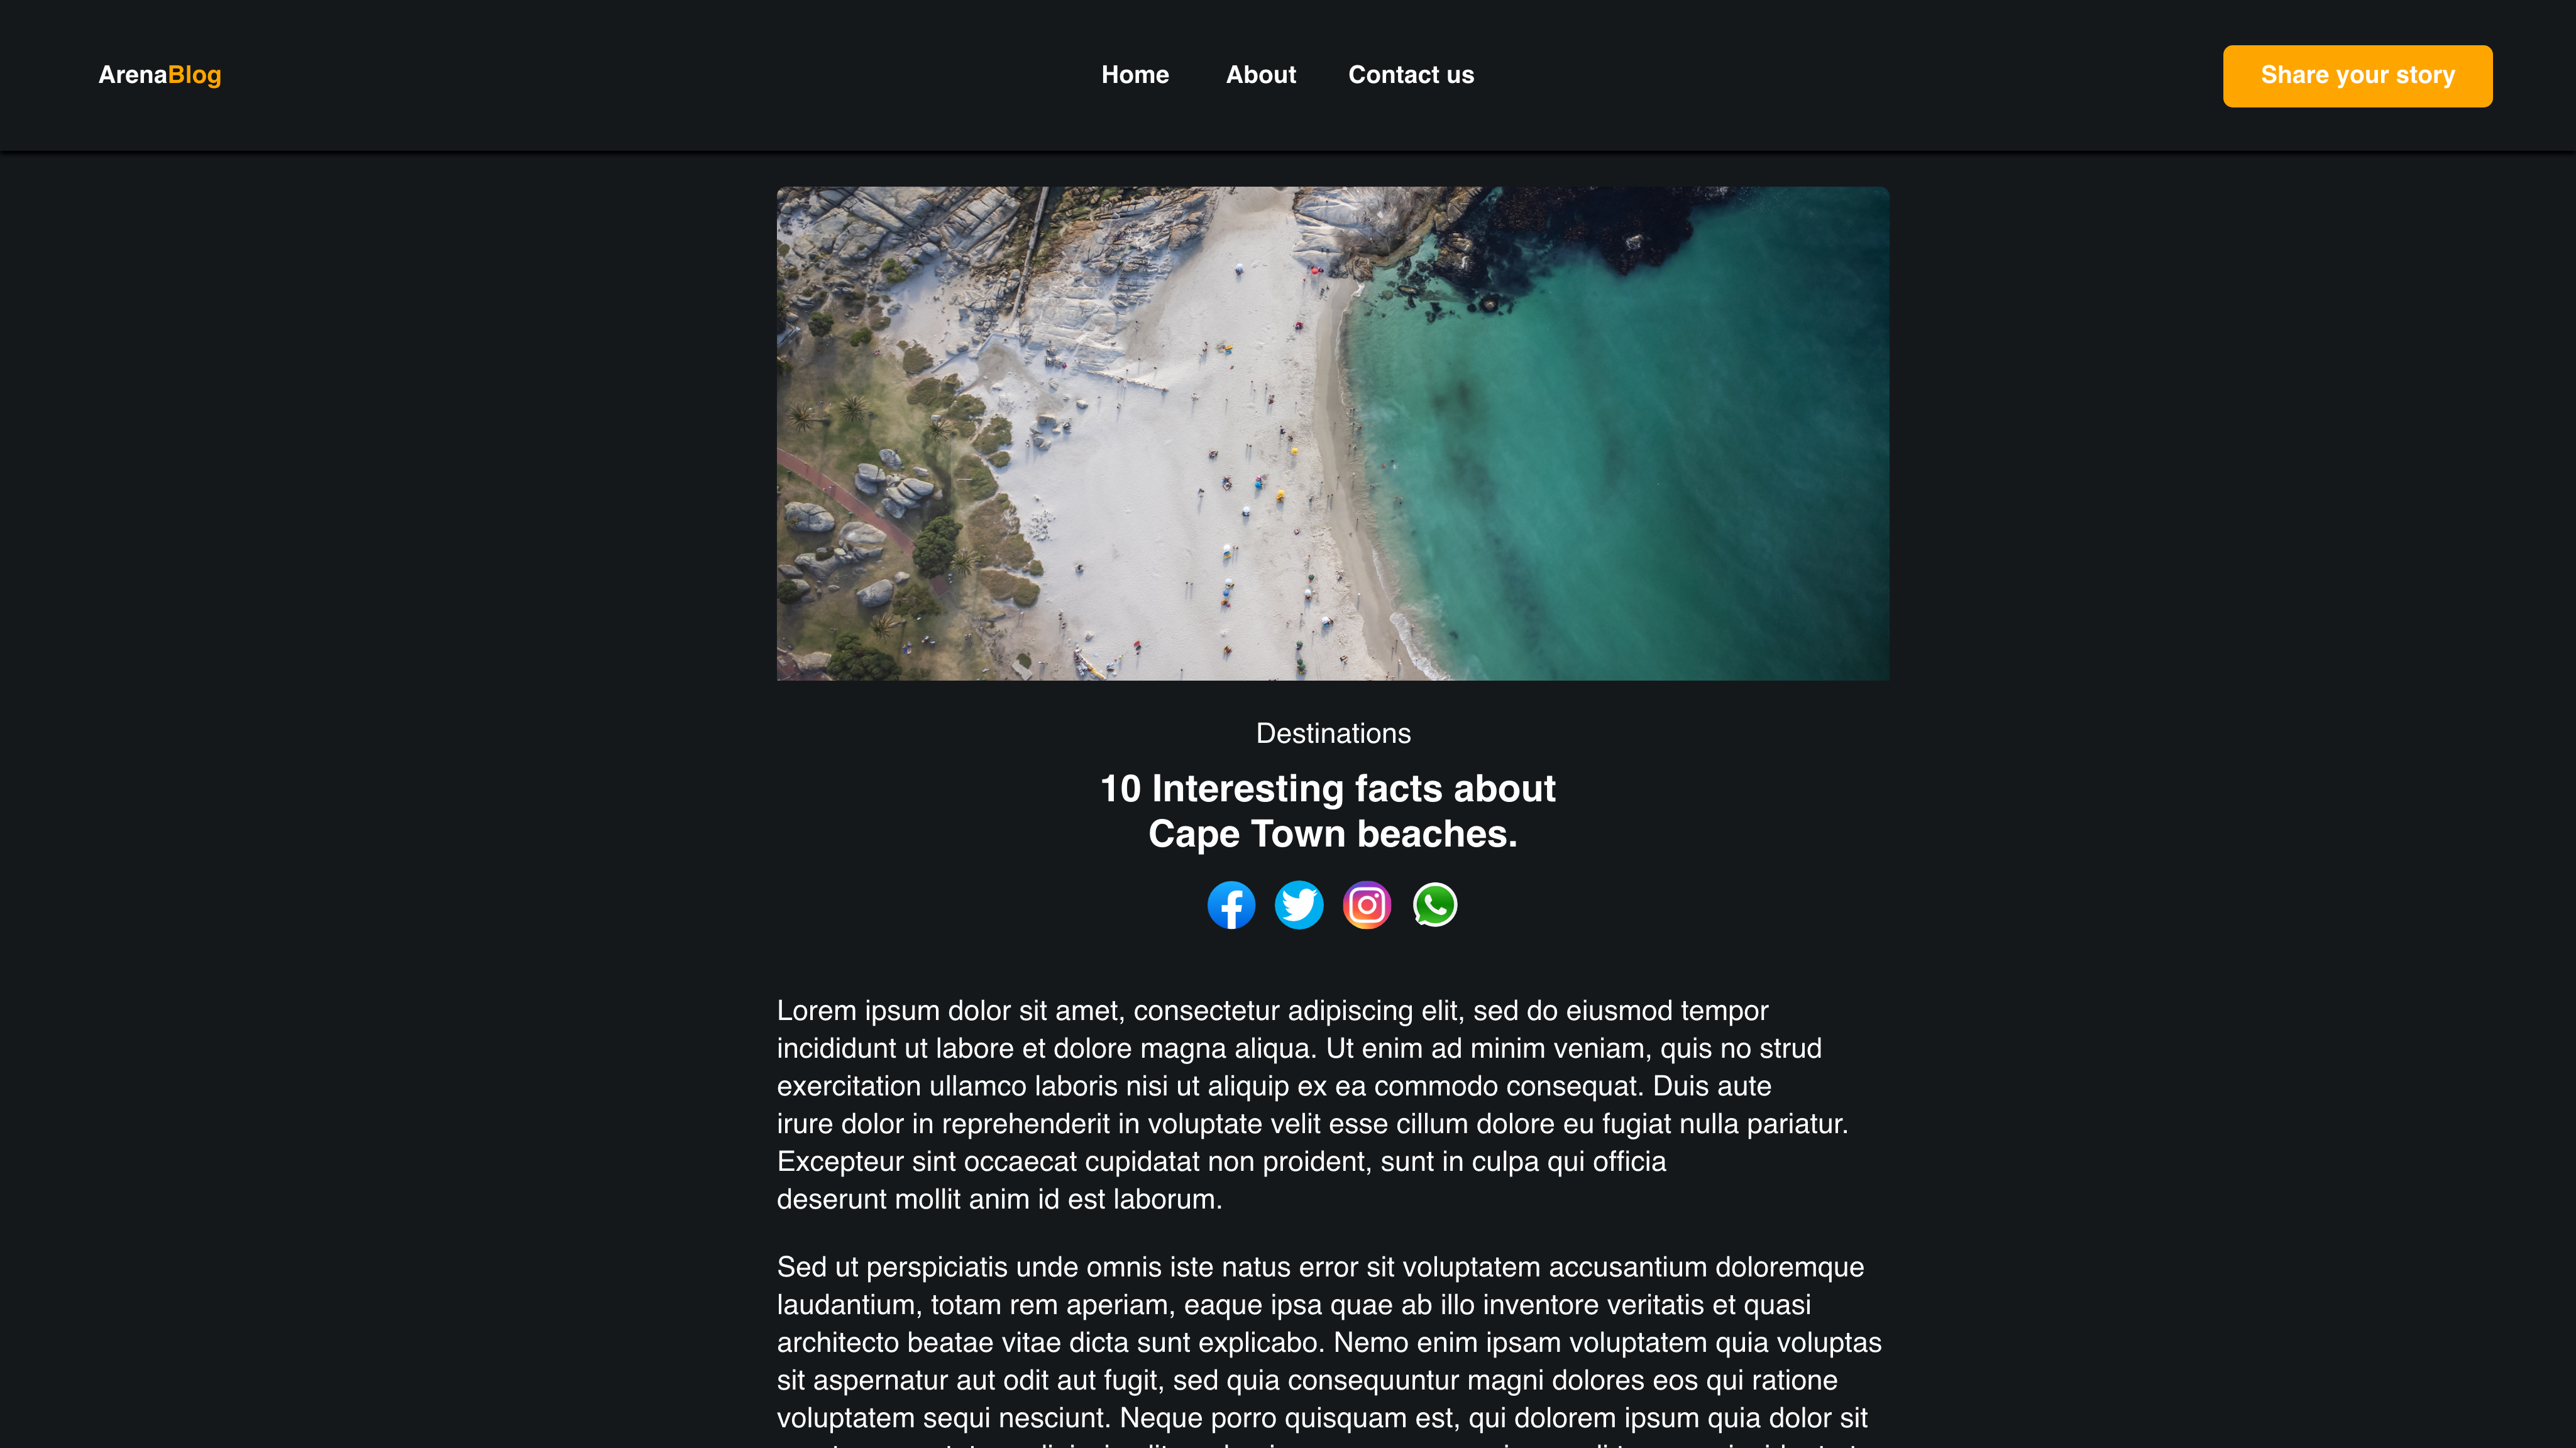 ArenaBlog
Home
About
Contact us
Share your story
Destinations
10 Interesting facts about
Cape Town beaches.
Lorem ipsum dolor sit amet, consectetur adipiscing elit, sed do eiusmod tempor
incididunt ut labore et dolore magna aliqua. Ut enim ad minim veniam, quis no strud
exercitation ullamco laboris nisi ut aliquip ex ea commodo consequat. Duis aute
irure dolor in reprehenderit in voluptate velit esse cillum dolore eu fugiat nulla pariatur.
Excepteur sint occaecat cupidatat non proident, sunt in culpa qui officia
deserunt mollit anim id est laborum.
Sed ut perspiciatis unde omnis iste natus error sit voluptatem accusantium doloremque
laudantium, totam rem aperiam, eaque ipsa quae ab illo inventore veritatis et quasi
architecto beatae vitae dicta sunt explicabo. Nemo enim ipsam voluptatem quia voluptas
sit aspernatur aut odit aut fugit, sed quia consequuntur magni dolores eos qui ratione
voluptatem sequi nesciunt. Neque porro quisquam est, qui dolorem ipsum quia dolor sit